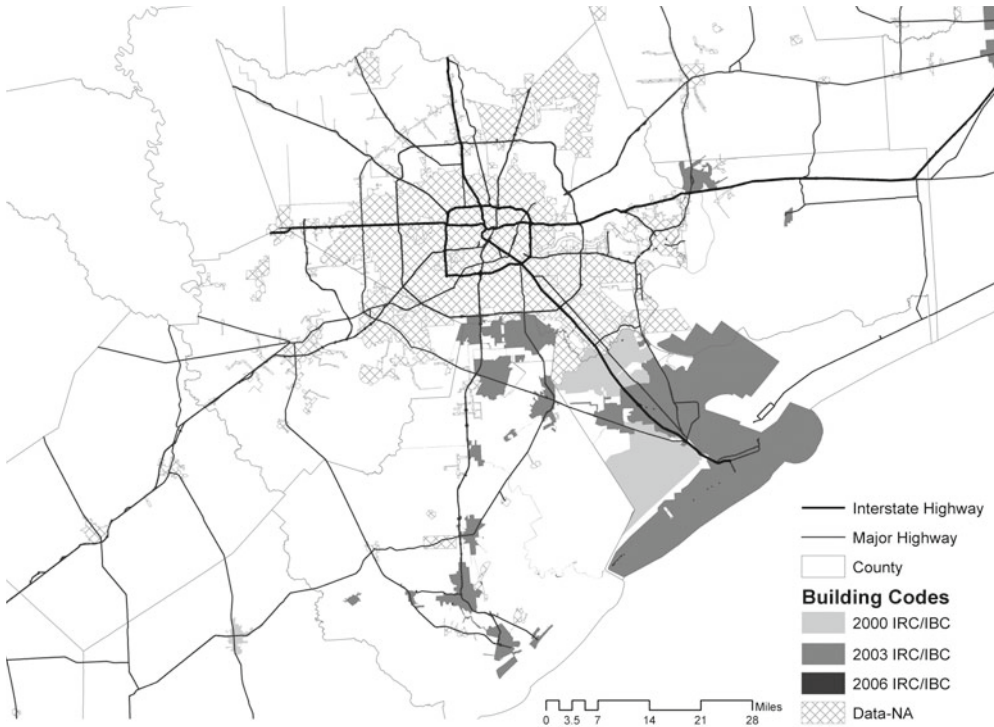 Interstate Highway
Major Highway
County
Building Codes
2000 IRC/IBC
2003 IRC/IBC
2006 IRC/IBC
Data-NA
Miles
0 3.5 7 14 21 28